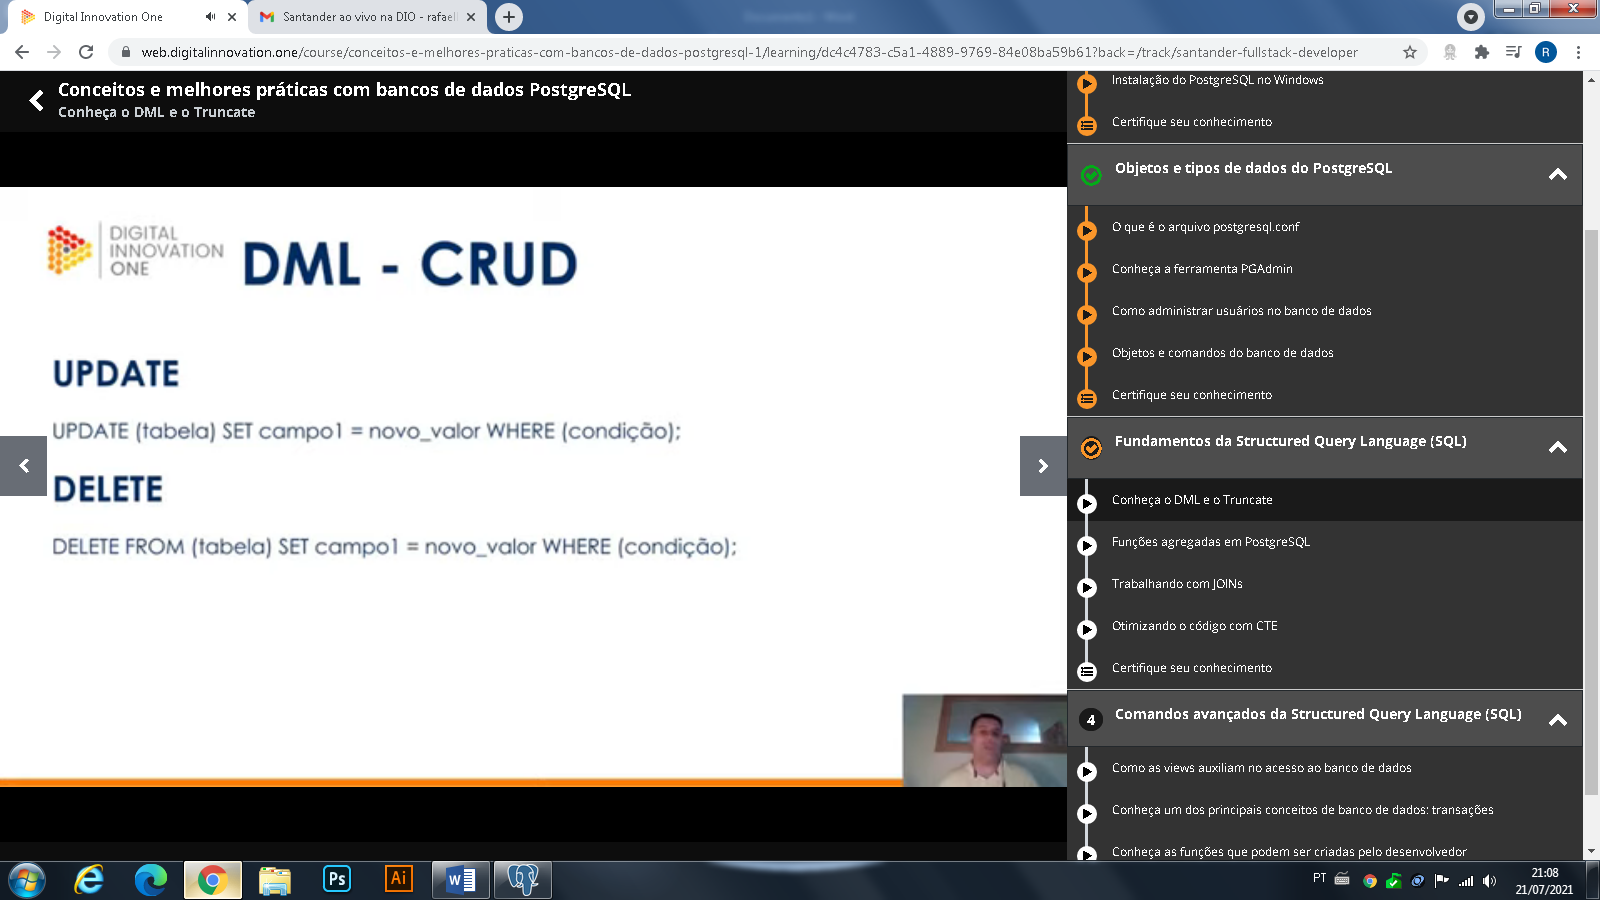 Digital Innovation One
Santander ao vivo na DIO - rafael
web.digitalinnovation.one/course/conceitos-e-melhores-praticas-com-bancos-de-dados-postgresql-1/learning/dc4c4783-c5a1-4889-9769-84e08ba59b61?back=/track/santander-fullstack-developer
R
Conceitos e melhores práticas com bancos de dados PostgreSQL
Conheça o DML e o Truncate
DIGITAL
INNOVATION
ONE
DML - CRUD
UPDATE
UPDATE (tabela) SET campo1 = novo_valor WHERE (condição);
DELETE
DELETE FROM (tabela) SET campo1 = novo_valor WHERE (condição);
Instalação do PostgreSQL no Windows
Certifique seu conhecimento
Objetos e tipos de dados do PostgreSQL
O que é o arquivo postgresql.conf
Conheça a ferramenta PGAdmin
Como administrar usuários no banco de dados
Objetos e comandos do banco de dados
Certifique seu conhecimento
Fundamentos da Structured Query Language (SQL)
Conheça o DML e o Truncate
Funções agregadas em PostgreSQL
Trabalhando com JOINs
Otimizando o código com CTE
Certifique seu conhecimento
4 Comandos avançados da Structured Query Language (SQL)
Como as views auxiliam no acesso ao banco de dados
Conheça um dos principais conceitos de banco de dados: transações
Conheça as funções que podem ser criadas pelo desenvolvedor
Ps
Ai
W
PT
21:08
21/07/2021